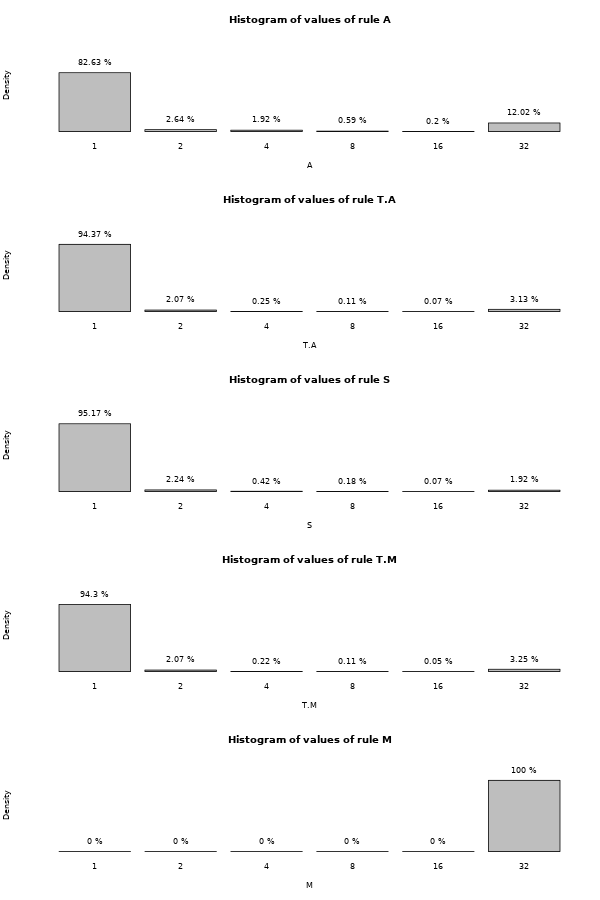 Histogram of values of rule A
Density
82.63 % 2.64 % 1.92 % 0.59 % 0.2 % 12.02 %
1 2 4 8 16 32
A
Histogram of values of rule T.A
Density
94.37 % 2.07 % 0.25 % 0.11 % 0.07 % 3.13 %
1 2 4 8 16 32
T.A
Histogram of values of rule S
Density
95.17 % 2.24 % 0.42 % 0.18 % 0.07 % 1.92 %
1 2 4 8 16 32
S
Histogram of values of rule T.M
Density
94.3 % 2.07 % 0.22 % 0.11 % 0.05 % 3.25 %
1 2 4 8 16 32
T.M
Histogram of values of rule M
Density
0 % 0 % 0 % 0 % 0 % 100 %
1 2 4 8 16 32
M